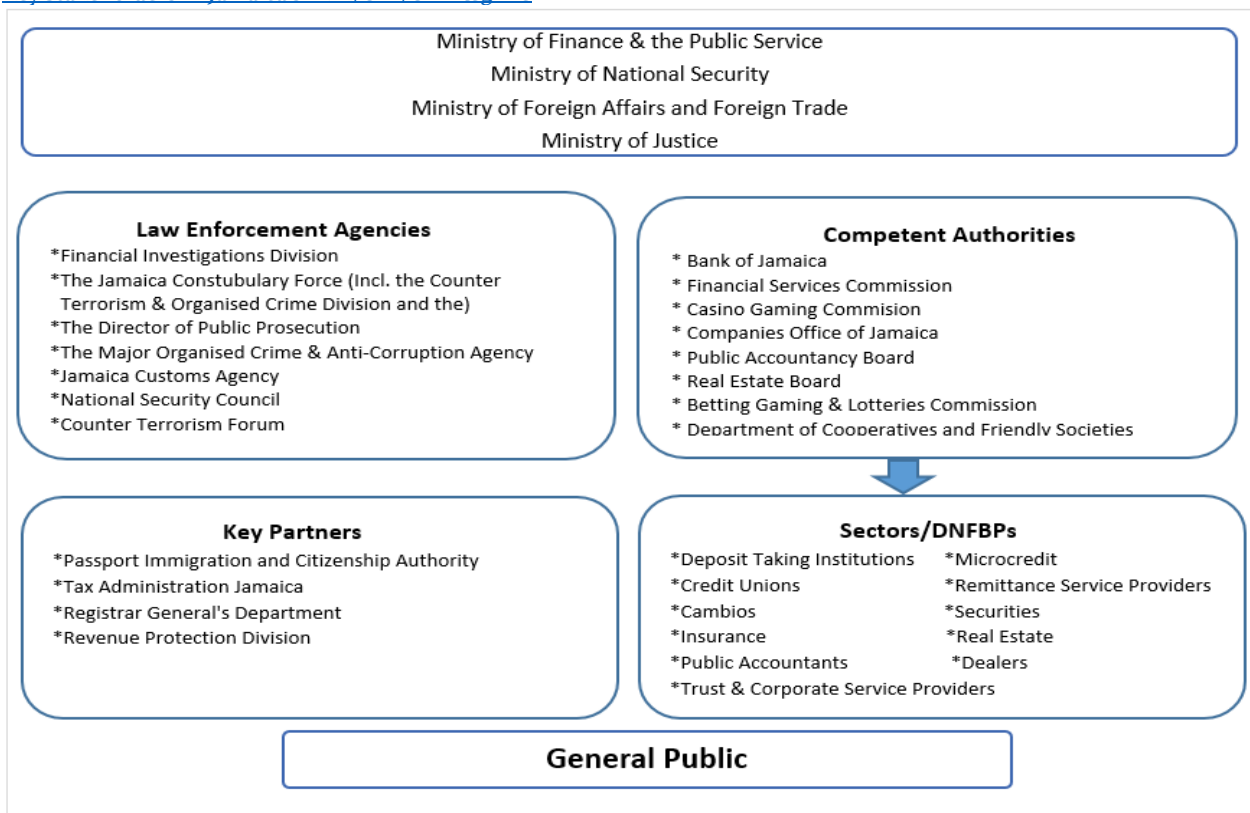 Ministry of Finance & the Public Service
Ministry of National Security
Ministry of Foreign Affairs and Foreign Trade
Ministry of Justice
Law Enforcement Agencies
*Financial Investigations Division
*The Jamaica Constubulary Force (Incl. the Counter
Terrorism & Organised Crime Division and the)
*The Director of Public Prosecution
*The Major Organised Crime & Anti-Corruption Agency
*Jamaica Customs Agency
*National Security Council
*Counter Terrorism Forum
Competent Authorities
* Bank of Jamaica
* Financial Services Commission
* Casino Gaming Commision
* Companies Office of Jamaica
* Public Accountancy Board
* Real Estate Board
* Betting Gaming & Lotteries Commission
* Department of Cooperatives and Friendly Societies
Key Partners
*Passport Immigration and Citizenship Authority
*Tax Administration Jamaica
*Registrar General's Department
*Revenue Protection Division
Sectors/DNFBPs
*Deposit Taking Institutions *Microcredit
*Credit Unions *Remittance Service Providers
*Cambios *Securities
*Insurance *Real Estate
*Public Accountants *Dealers
*Trust & Corporate Service Providers
General Public